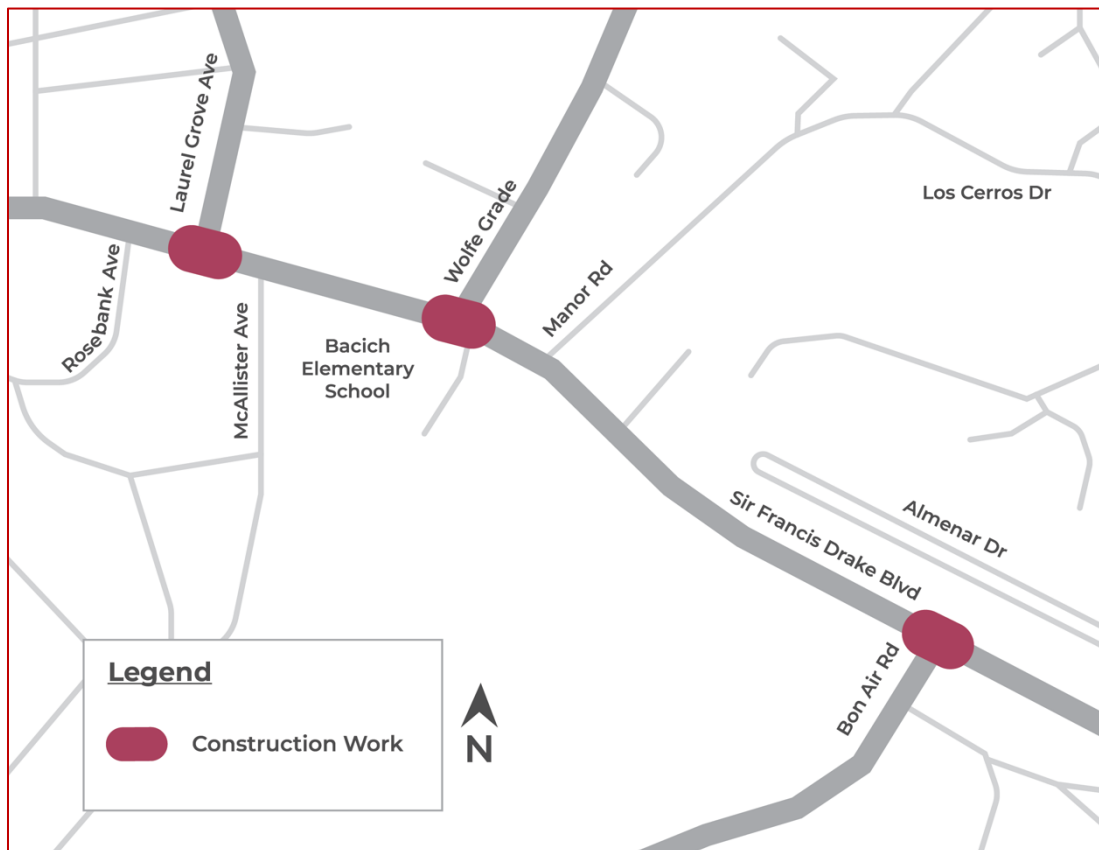 Laurel Grove Ave
Wolfe Grade
Los Cerros Dr
Rosebank Ave
McAllister Ave
Manor Rd
Bacich
Elementary
School
Sir Francis Drake Blvd
Almenar Dr
Bon Air Rd
Legend
Construction Work
N